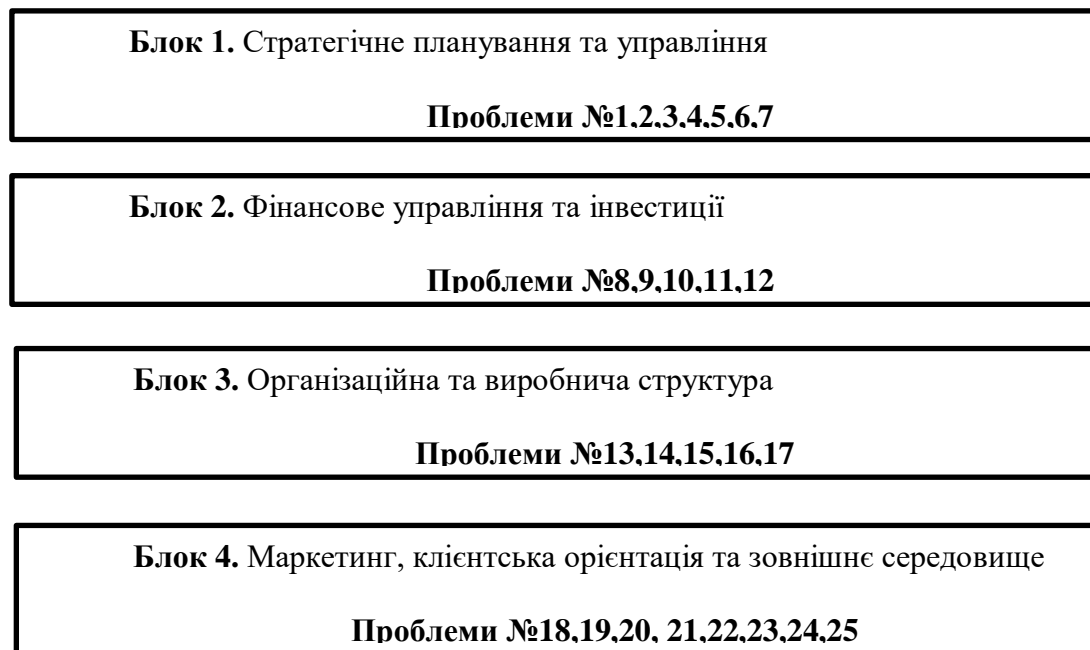 Блок 1. Стратегічне планування та управління
Проблеми №1,2,3,4,5,6,7
Блок 2. Фінансове управління та інвестиції
Проблеми №8,9,10,11,12
Блок 3. Організаційна та виробнича структура
Проблеми №13,14,15,16,17
Блок 4. Маркетинг, клієнтська орієнтація та зовнішнє середовище
Проблеми №18,19,20, 21,22,23,24,25